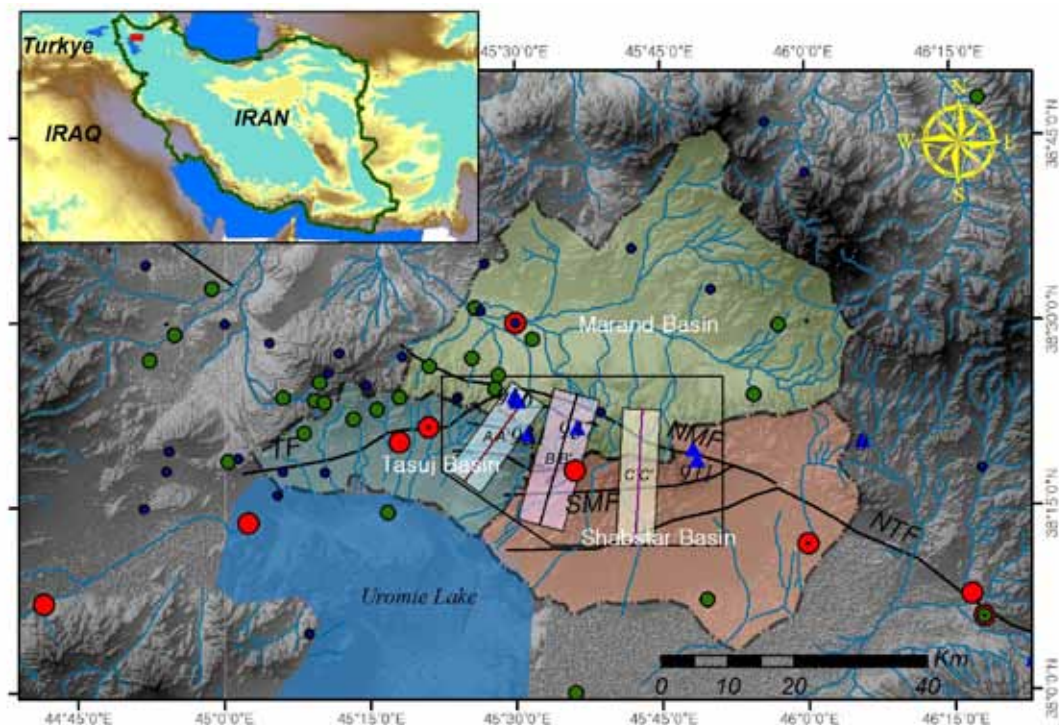 Turkye
IRAQ
IRAN
45°30'0"E
45°45'0"E
46°0'0"E
46°15'0"E
N
W
E
S
38°45'0"N
Marand Basin
38°30'0"N
TF
Tasuj Basin
AA'
BB'
CC'
NMF
SMF
Shabstar Basin
NTF
38°15'0"N
Uromie Lake
Km
0
10
20
40
38°0'0"N
44°45'0"E
45°0'0"E
45°15'0"E
45°30'0"E
45°45'0"E
46°0'0"E
46°15'0"E